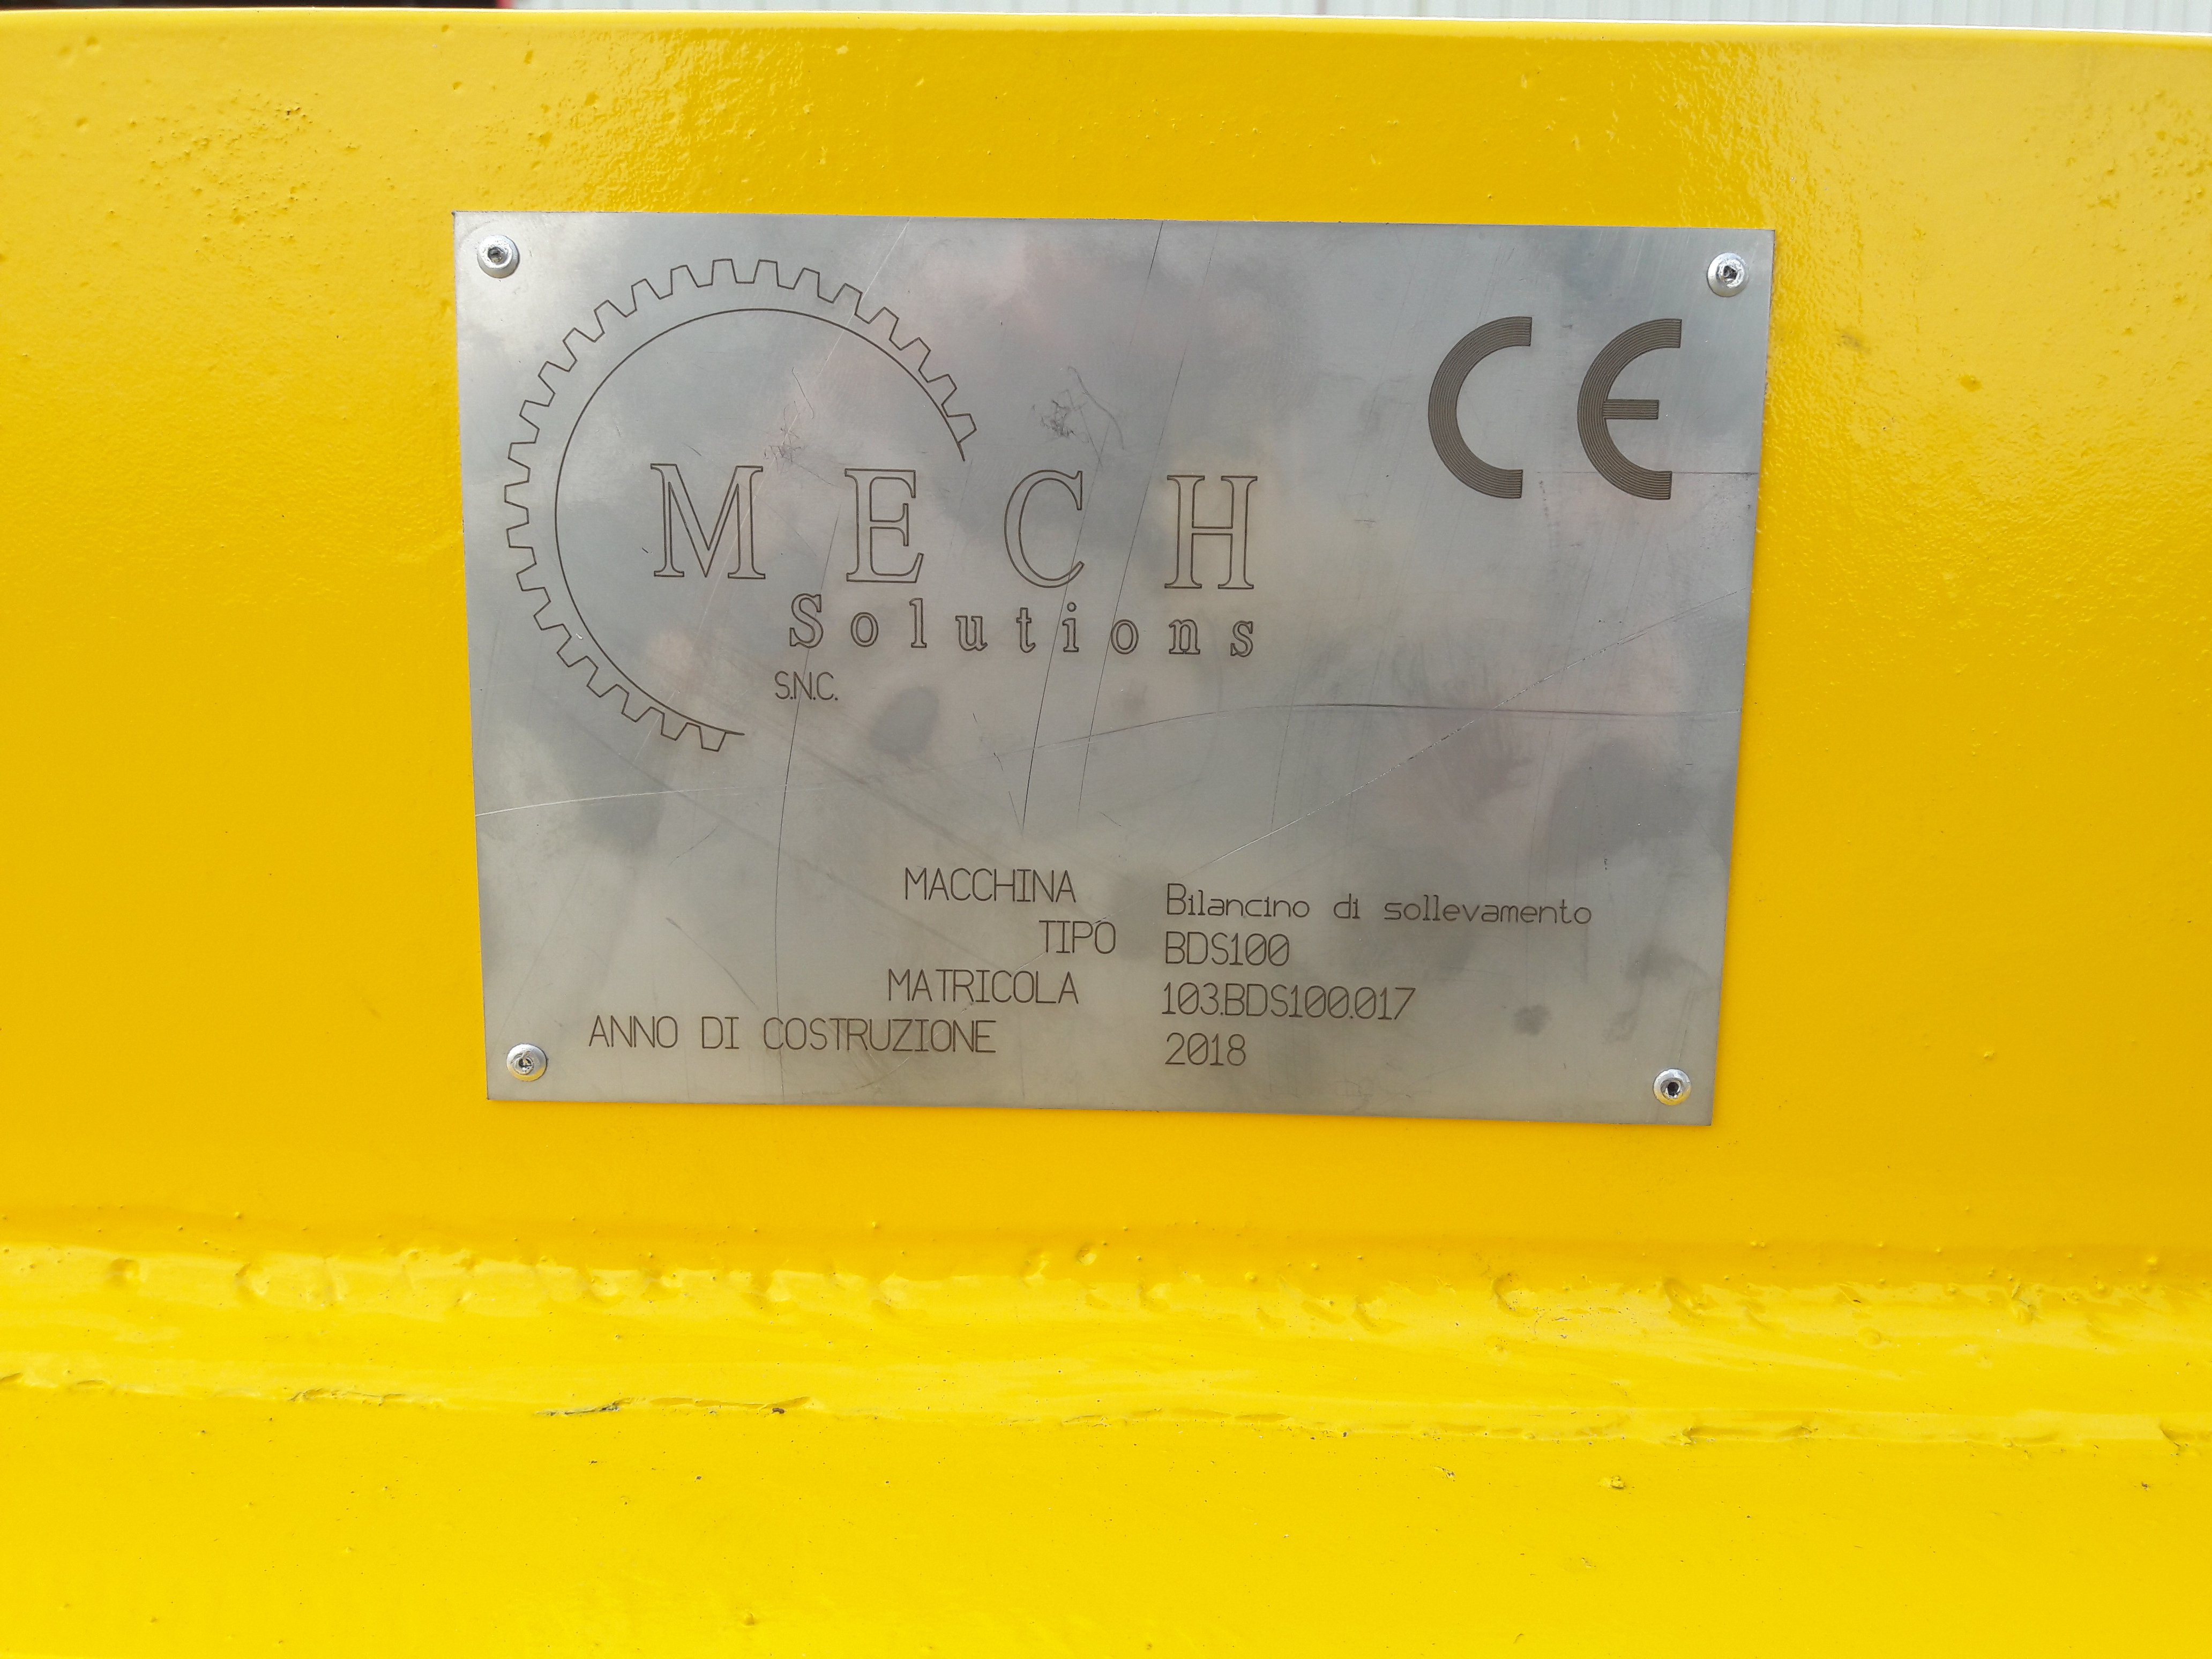 CE
MECH
Solutions
S.N.C.
MACCHINA Bilancino di sollevamento
TIPO BDS100
MATRICOLA 103.BDS100.017
ANNO DI COSTRUZIONE 2018